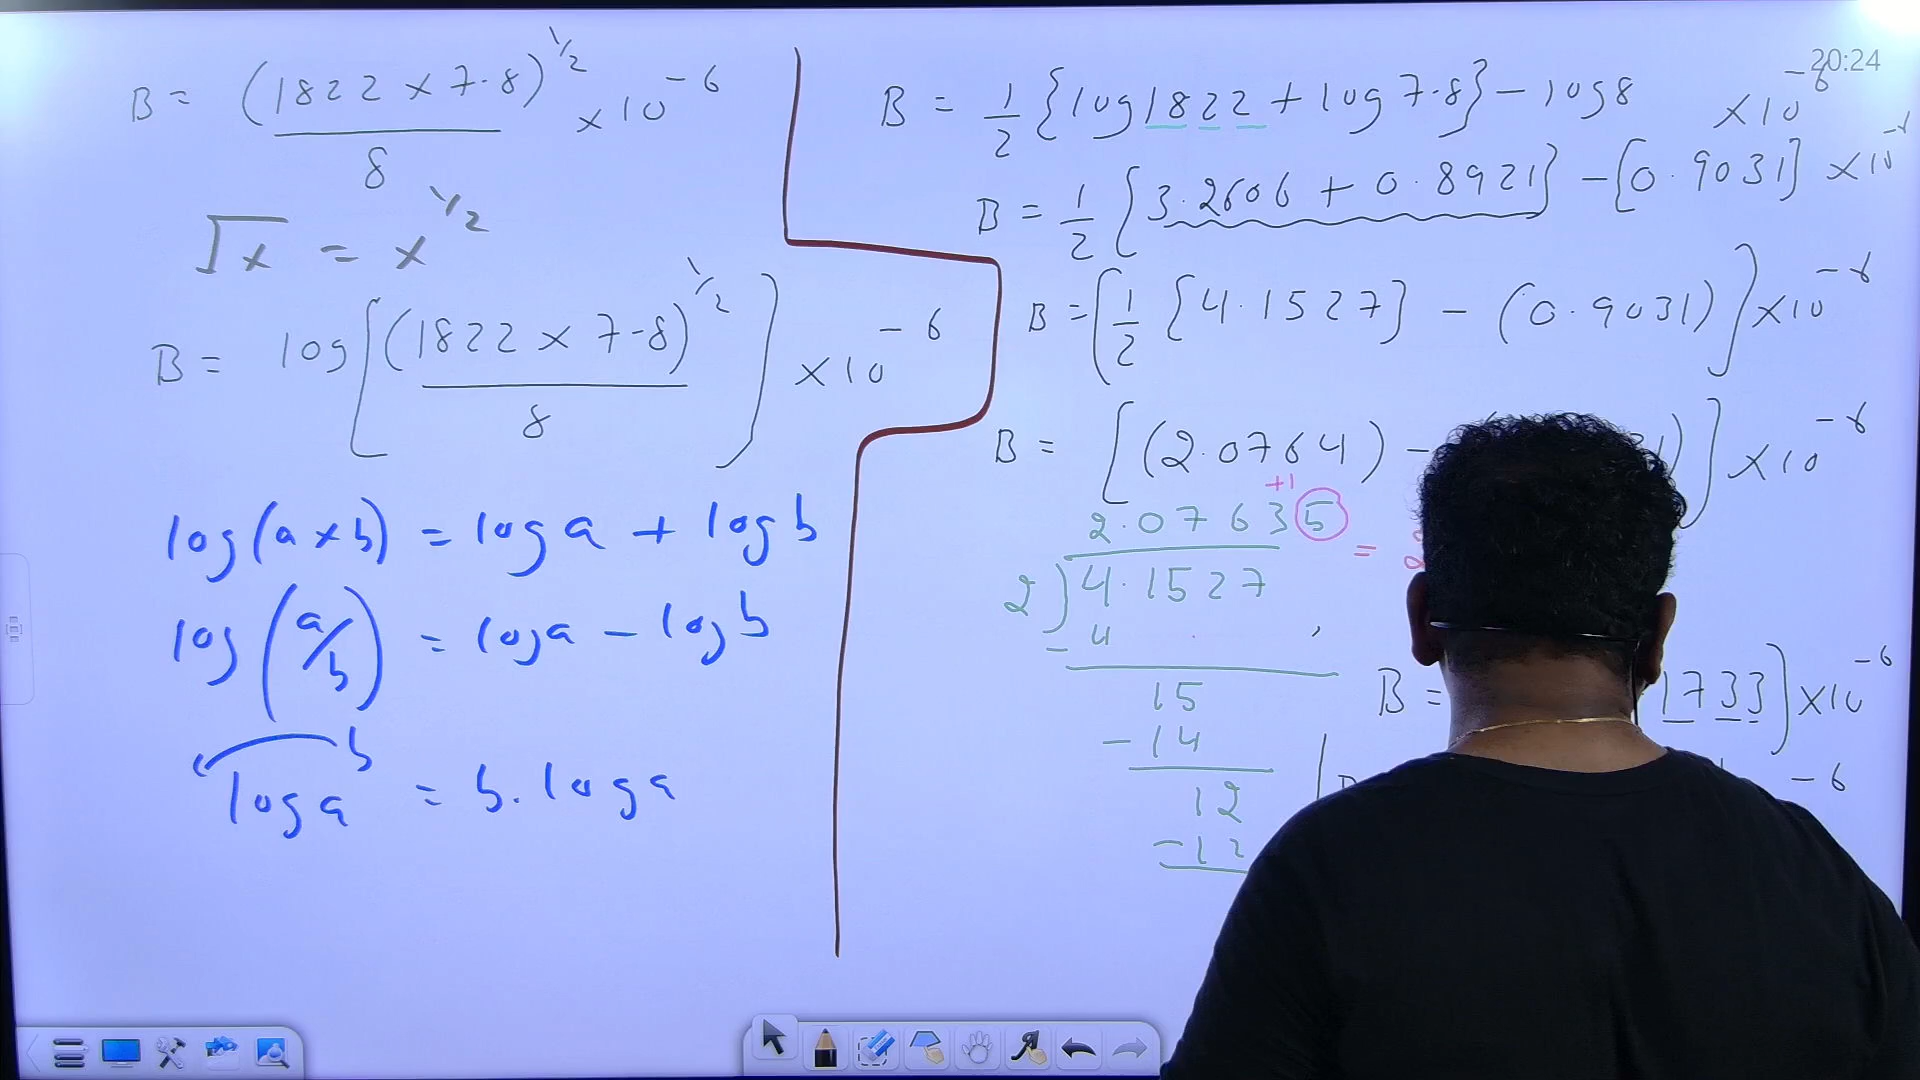 B = (1822 × 7.8)^1/2 / 8 × 10^-6
√x = x^1/2
B = log[(1822 × 7.8)^1/2 / 8] × 10^-6
log(a×b) = log a + log b
log(a/b) = log a - log b
log a^b = b. log a
20:24
B = 1/2 {log 1822 + log 7.8} - log 8 × 10^-6
B = 1/2 {3.2606 + 0.8921} - [0.9031] × 10
B = (1/2 {4.1527} - (0.9031)] × 10^-6
B = [(2.0764) - ] × 10^-6
+1
2.07635 =
2)4.1527
- 4
15
- 14
12
- 12
B = 1733] × 10^-6
- 6